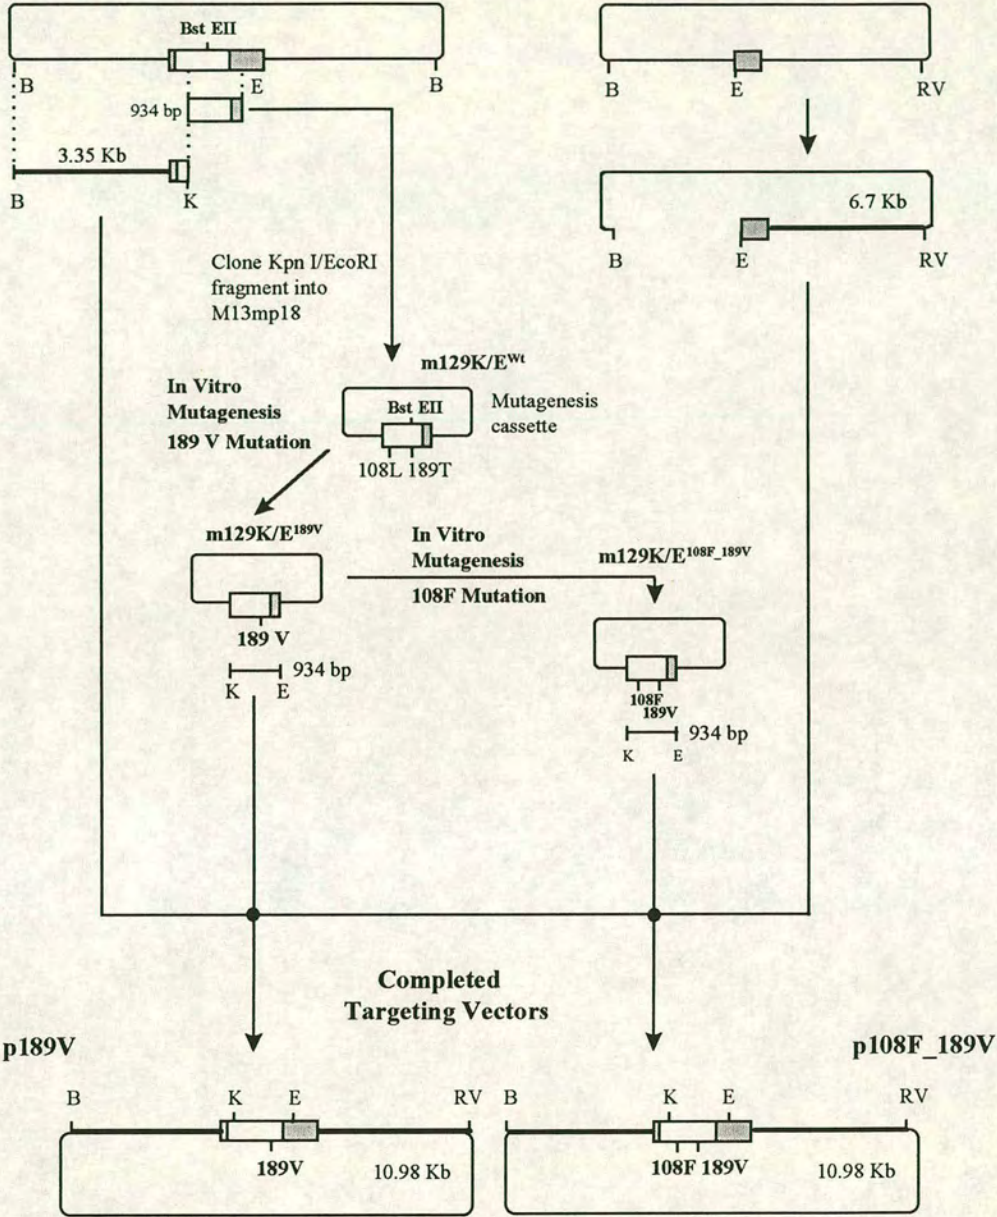 Bst EII
B E B
934 bp
3.35 Kb
B K
B E RV
6.7 Kb
B E RV
Clone Kpn I/EcoRI
fragment into
M13mp18
m129K/E^Wt
In Vitro
Mutagenesis
189 V Mutation
Bst EII
Mutagenesis
cassette
108L 189T
m129K/E^189V
In Vitro
Mutagenesis
108F Mutation
m129K/E^108F_189V
189 V
934 bp
K E
108F
189V
934 bp
K E
Completed
Targeting Vectors
p189V
p108F_189V
B K E RV
189V
10.98 Kb
B K E RV
108F 189V
10.98 Kb